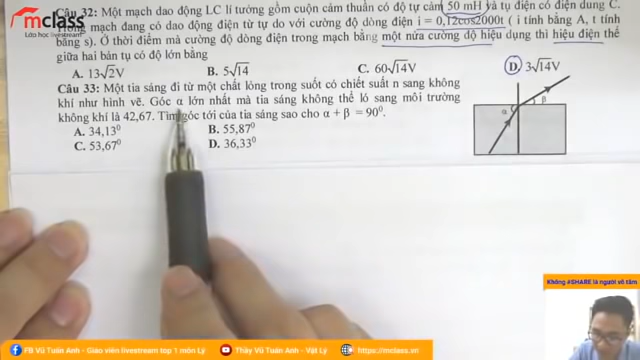 mclass
Lớp học livestream
Câu 32: Một mạch dao động LC lí tưởng gồm cuộn cảm thuần có độ tự cảm 50 mH và tụ điện có điện dung C.
Trong mạch đang có dao động điện từ tự do với cường độ dòng điện i = 0,12cos2000t ( i tính bằng A, t tính
bằng s). Ở thời điểm mà cường độ dòng điện trong mạch bằng một nửa cường độ hiệu dụng thì hiệu điện thế
giữa hai bản tụ có độ lớn bằng
A. 13√2V B. 5√14 C. 60√14V D. 3√14V
Câu 33: Một tia sáng đi từ một chất lỏng trong suốt có chiết suất n sang không
khí như hình vẽ. Góc α lớn nhất mà tia sáng không thể ló sang môi trường
không khí là 42,67. Tìm góc tới của tia sáng sao cho α + β = 90⁰.
A. 34,13⁰ B. 55,87⁰
C. 53,67⁰ D. 36,33⁰
α β
Không #SHARE là người vô tâm
FB Vũ Tuấn Anh - Giáo viên livestream top 1 môn Lý
Thầy Vũ Tuấn Anh - Vật Lý
https://mclass.vn